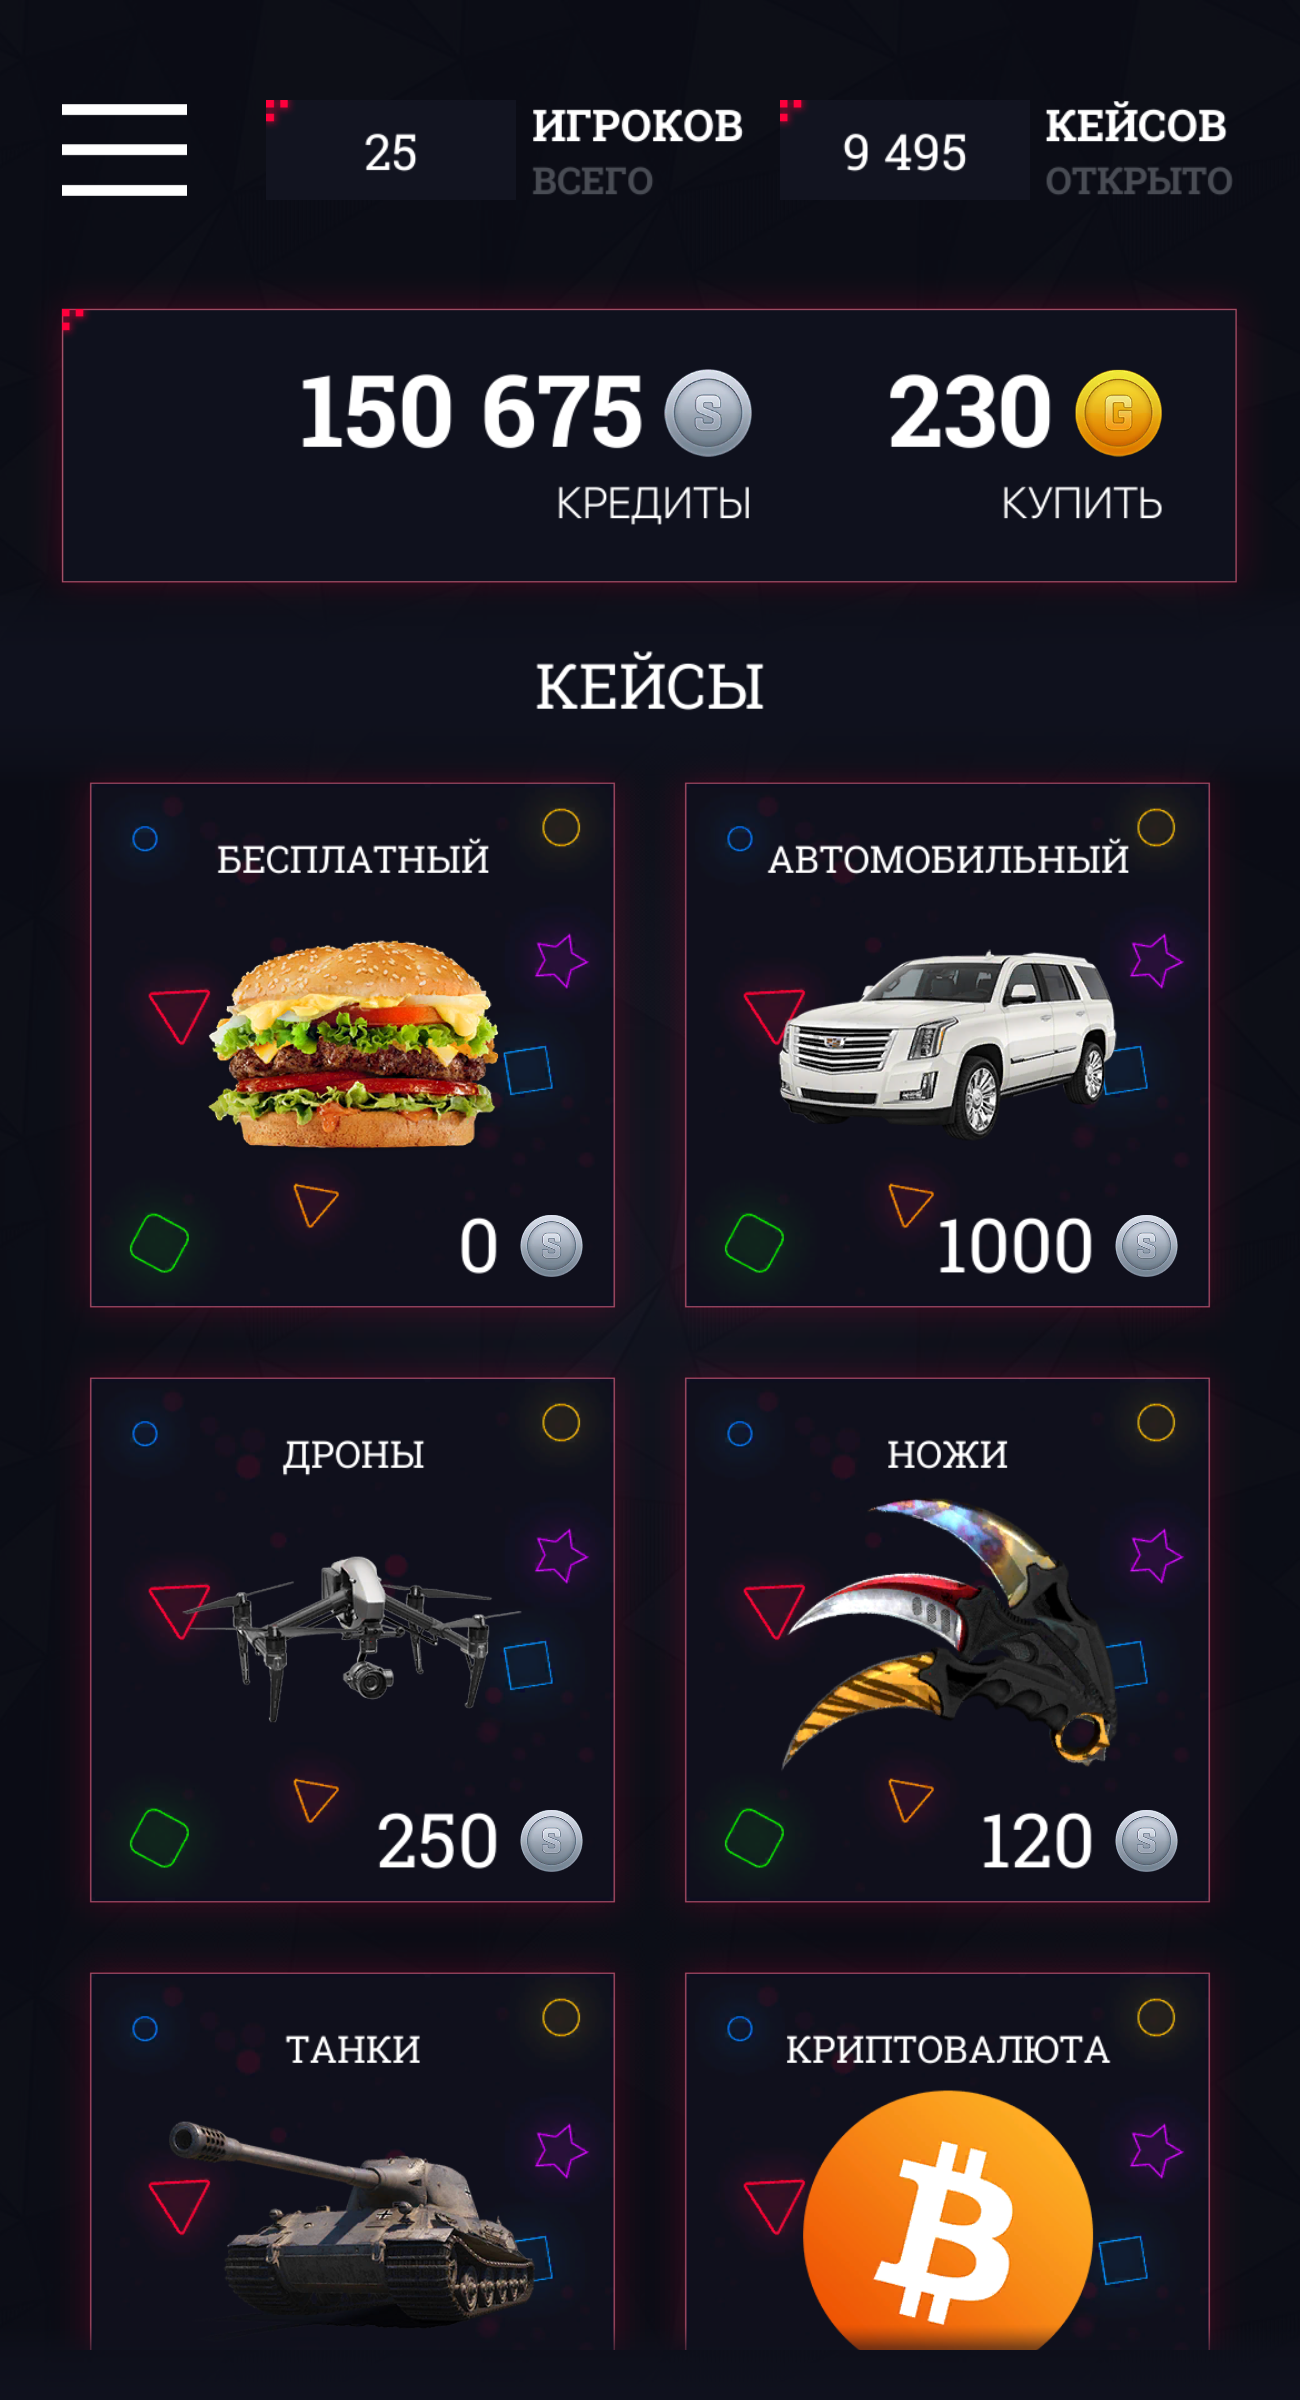 25
ИГРОКОВ
ВСЕГО
9 495
КЕЙСОВ
ОТКРЫТО
150 675 S
КРЕДИТЫ
230 G
КУПИТЬ
КЕЙСЫ
БЕСПЛАТНЫЙ
0 S
АВТОМОБИЛЬНЫЙ
1000 S
ДРОНЫ
250 S
НОЖИ
120 S
ТАНКИ
КРИПТОВАЛЮТА